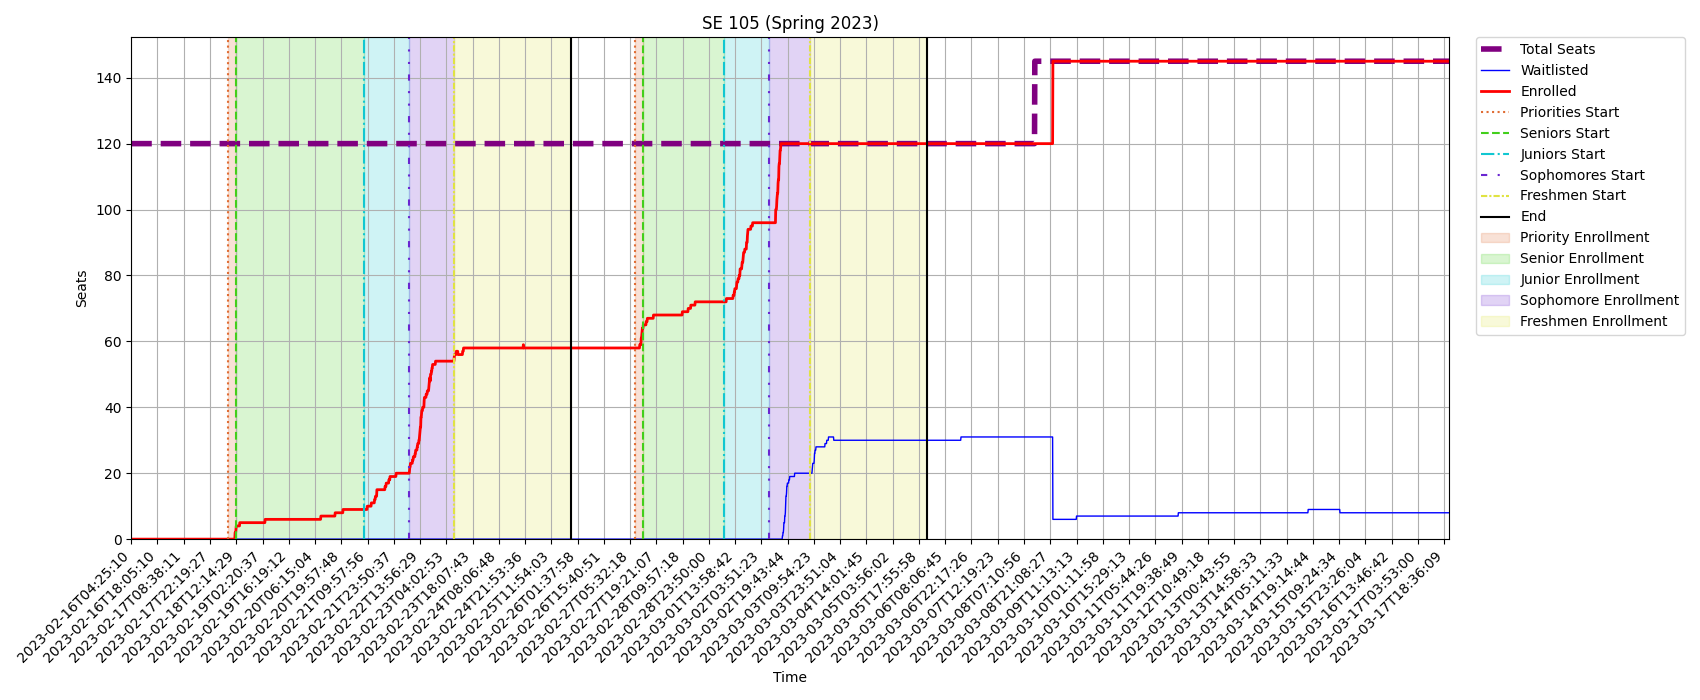 SE 105 (Spring 2023)
140
120
100
80
60
40
20
0
Seats
Total Seats
Waitlisted
Enrolled
Priorities Start
Seniors Start
Juniors Start
Sophomores Start
Freshmen Start
End
Priority Enrollment
Senior Enrollment
Junior Enrollment
Sophomore Enrollment
Freshmen Enrollment
2023-02-16T04:25:10
2023-02-16T18:05:10
2023-02-17T08:38:11
2023-02-17T22:19:27
2023-02-18T12:14:29
2023-02-19T02:20:37
2023-02-19T16:19:12
2023-02-20T06:15:04
2023-02-20T19:57:48
2023-02-21T09:57:56
2023-02-21T23:50:37
2023-02-22T13:56:29
2023-02-23T04:02:53
2023-02-23T18:07:43
2023-02-24T08:06:48
2023-02-24T21:53:36
2023-02-25T11:54:03
2023-02-26T01:37:58
2023-02-26T15:40:51
2023-02-27T05:32:18
2023-02-27T19:21:07
2023-02-28T09:57:18
2023-02-28T23:50:00
2023-03-01T13:58:42
2023-03-02T03:51:23
2023-03-02T19:43:44
2023-03-03T09:54:23
2023-03-03T23:51:04
2023-03-04T14:01:45
2023-03-05T03:56:02
2023-03-05T17:55:58
2023-03-06T08:06:45
2023-03-06T22:17:26
2023-03-07T12:19:23
2023-03-08T07:10:56
2023-03-08T21:08:27
2023-03-09T11:13:13
2023-03-10T01:11:58
2023-03-10T15:29:13
2023-03-11T05:44:26
2023-03-11T19:38:49
2023-03-12T10:49:18
2023-03-13T00:43:55
2023-03-13T14:58:33
2023-03-14T05:11:33
2023-03-14T19:14:44
2023-03-15T09:24:34
2023-03-15T23:26:04
2023-03-16T13:46:42
2023-03-17T03:53:00
2023-03-17T18:36:09
Time